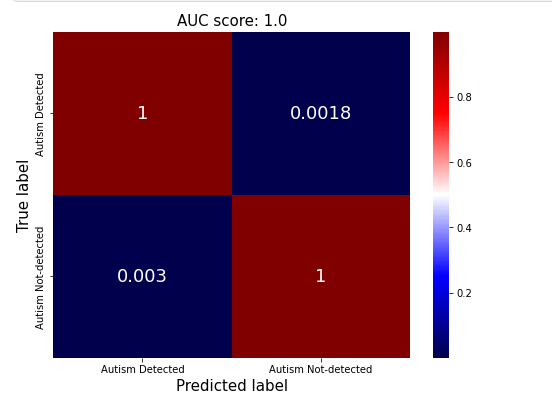 AUC score: 1.0
True label
Autism Detected
1
0.0018
Autism Not-detected
0.003
1
Autism Detected
Autism Not-detected
Predicted label
0.8
0.6
0.4
0.2